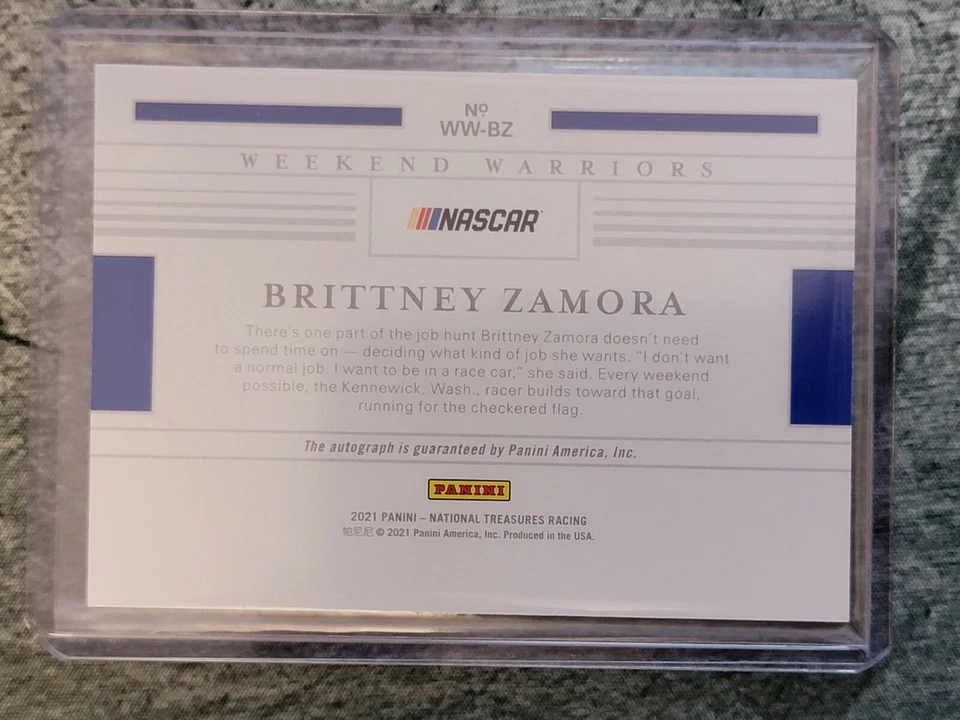 Nº
WW-BZ
WEEKEND WARRIORS
NASCAR
BRITTNEY ZAMORA
There's one part of the job hunt Brittney Zamora doesn't need
to spend time on — deciding what kind of job she wants. "I don't want
a normal job. I want to be in a race car," she said. Every weekend
possible, the Kennewick, Wash., racer builds toward that goal,
running for the checkered flag.
The autograph is guaranteed by Panini America, Inc.
PANINI
2021 PANINI – NATIONAL TREASURES RACING
帕尼尼 © 2021 Panini America, Inc. Produced in the USA.